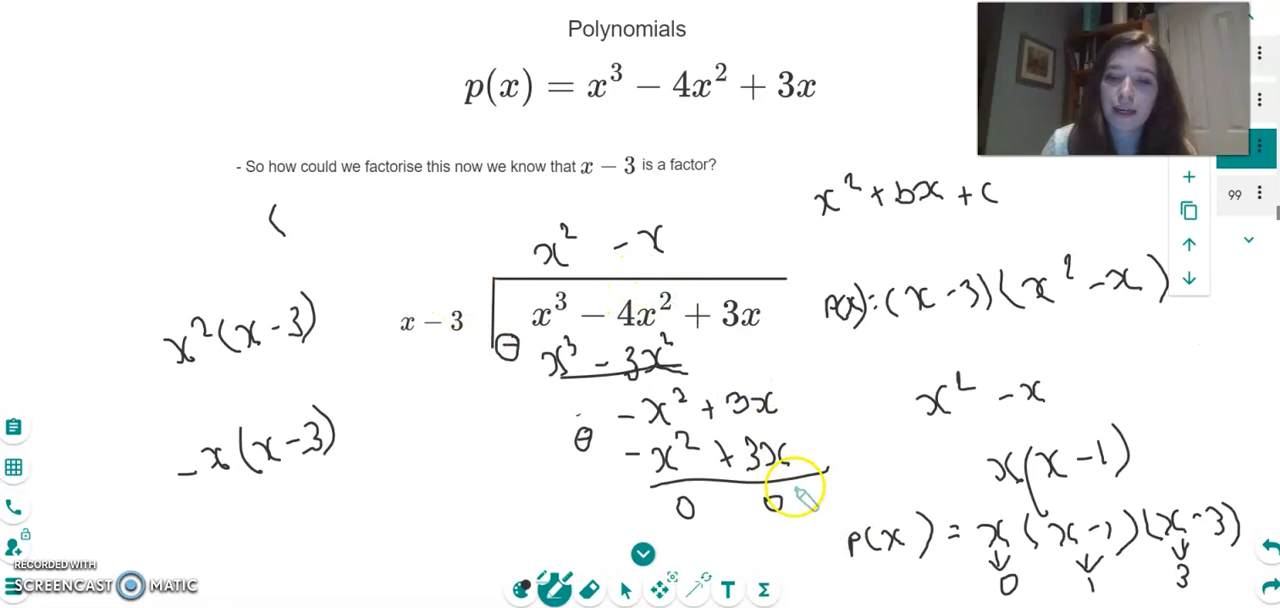 Polynomials
p(x) = x³ − 4x² + 3x
- So how could we factorise this now we know that x − 3 is a factor?
x² + bx + c
(
x² - x
x - 3
x³ − 4x² + 3x
x²(x-3)
x³ - 3x²
-x² + 3x
-x(x-3)
-x² + 3x
0 0
P(x): (x-3)(x²-x)
x² - x
x(x-1)
P(x) = x(x-1)(x-3)
0 1 3
99
RECORDED WITH
SCREENCAST MATIC
T Σ